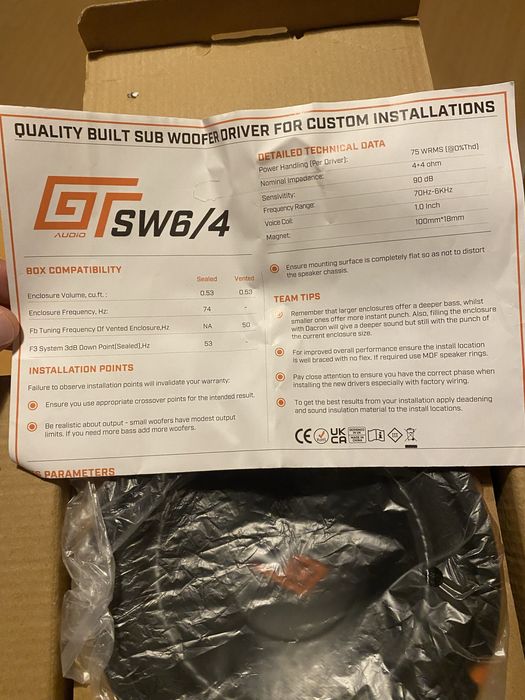 QUALITY BUILT SUB WOOFER DRIVER FOR CUSTOM INSTALLATIONS
GT
AUDIO
SW6/4
DETAILED TECHNICAL DATA
Power Handling (Per Driver): 75 WRMS (@0%Thd)
Nominal Impedance: 4+4 ohm
Sensivitity: 90 dB
Frequency Range: 70Hz-6KHz
Voice Coil: 1.0 Inch
Magnet: 100mm*18mm
BOX COMPATIBILITY
Sealed Vented
Enclosure Volume, cu.ft. : 0.53 0.53
Enclosure Frequency, Hz: 74 -
Fb Tuning Frequency Of Vented Enclosure,Hz NA 50
F3 System 3dB Down Point(Sealed),Hz 53 -
INSTALLATION POINTS
Failure to observe installation points will invalidate your warranty:
Ensure you use appropriate crossover points for the intended result.
Be realistic about output - small woofers have modest output
limits. If you need more bass add more woofers.
Ensure mounting surface is completely flat so as not to distort
the speaker chassis.
TEAM TIPS
Remember that larger enclosures offer a deeper bass, whilst
smaller ones offer more instant punch. Also, filling the enclosure
with Dacron will give a deeper sound but still with the punch of
the current enclosure size.
For improved overall performance ensure the install location
is well braced with no flex. If required use MDF speaker rings.
Pay close attention to ensure you have the correct phase when
installing the new drivers especially with factory wiring.
To get the best results from your installation apply deadening
and sound insulation material to the install locations.
CE UK
CA
PARAMETERS